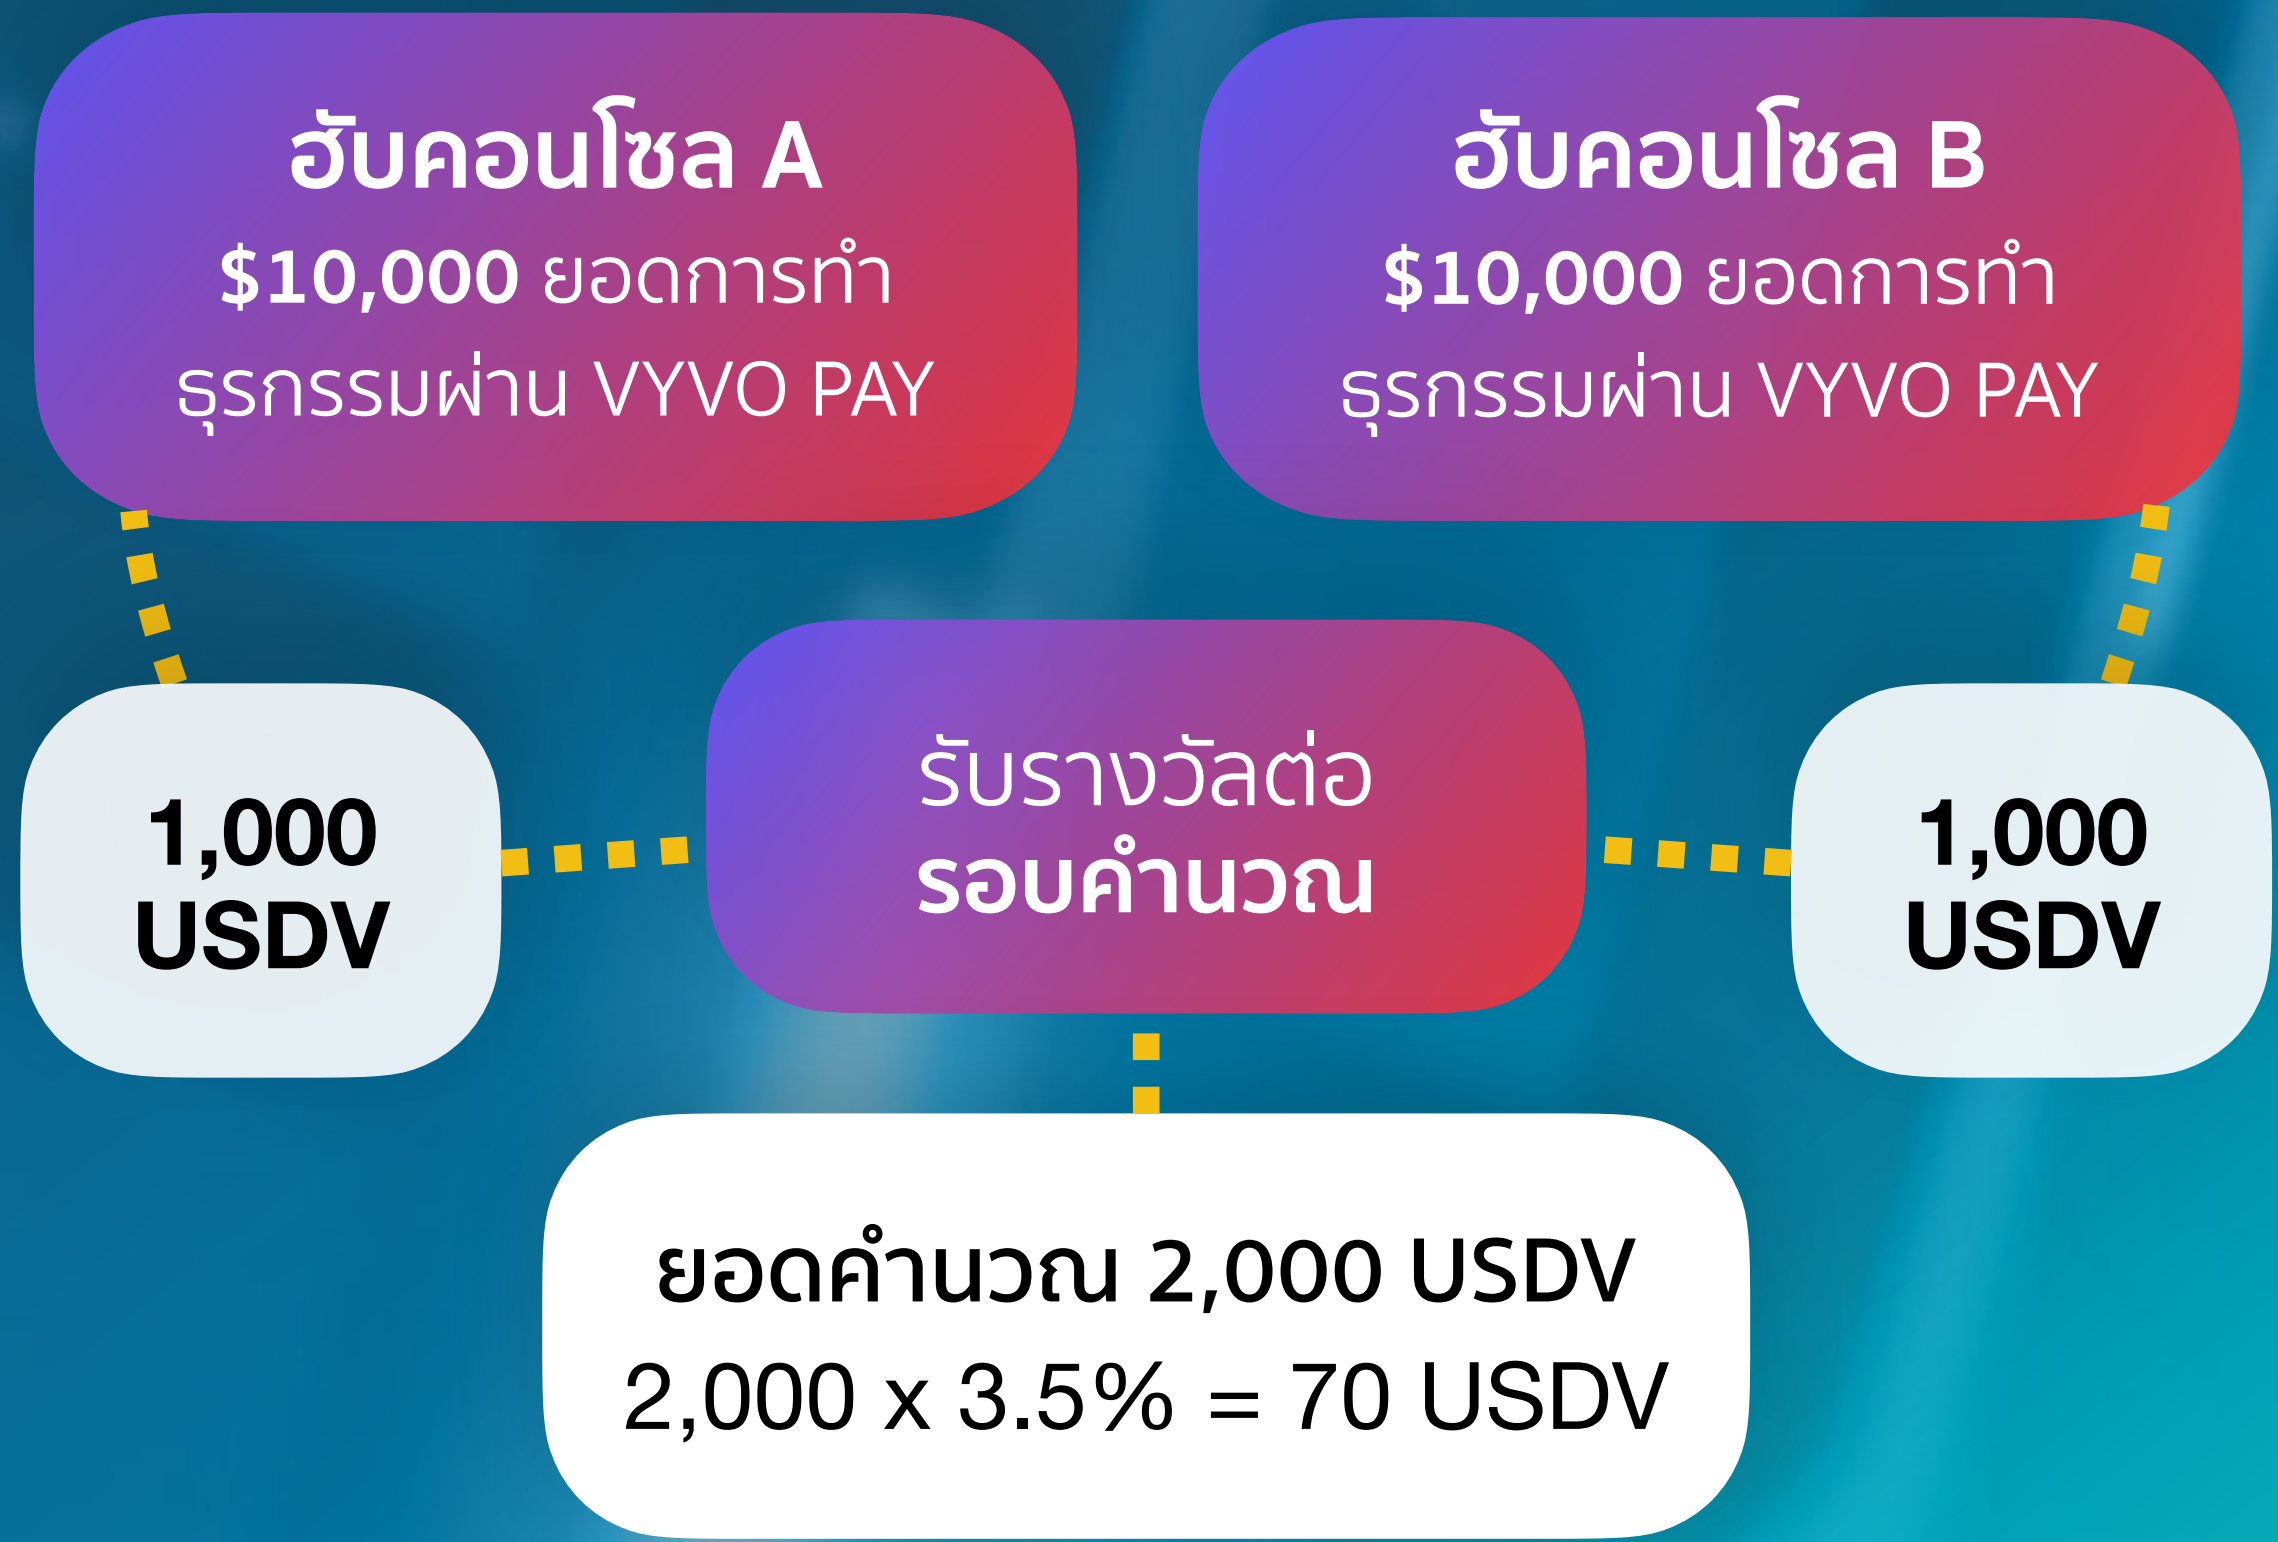 ฮับคอนโซล A
$10,000 ยอดการทำ
ธุรกรรมผ่าน VYVO PAY
ฮับคอนโซล B
$10,000 ยอดการทำ
ธุรกรรมผ่าน VYVO PAY
1,000
USDV
รับรางวัลต่อ
รอบคำนวณ
1,000
USDV
ยอดคำนวณ 2,000 USDV
2,000 x 3.5% = 70 USDV